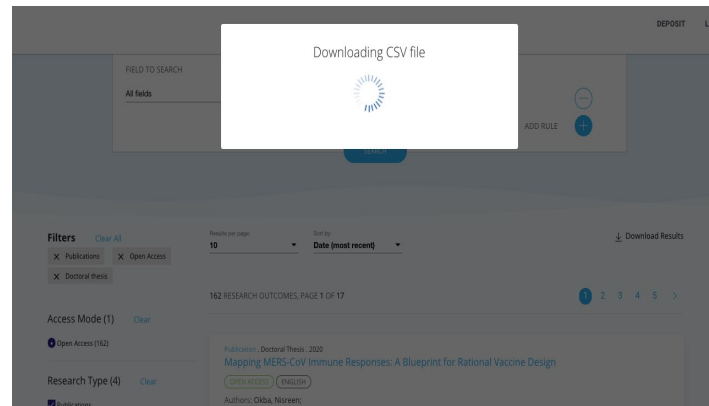 DEPOSIT
L
Downloading CSV file
FIELD TO SEARCH
All fields
ADD RULE
SEARCH
Filters Clear All
X Publications X Open Access
X Doctoral thesis
Results per page: Sort by:
10 Date (most recent)
Download Results
162 RESEARCH OUTCOMES, PAGE 1 OF 17
1 2 3 4 5 >
Access Mode (1) Clear
Open Access (162)
Publication . Doctoral Thesis . 2020
Mapping MERS-CoV Immune Responses: A Blueprint for Rational Vaccine Design
OPEN ACCESS ENGLISH
Research Type (4) Clear
Authors: Okba, Nisreen;
Publications